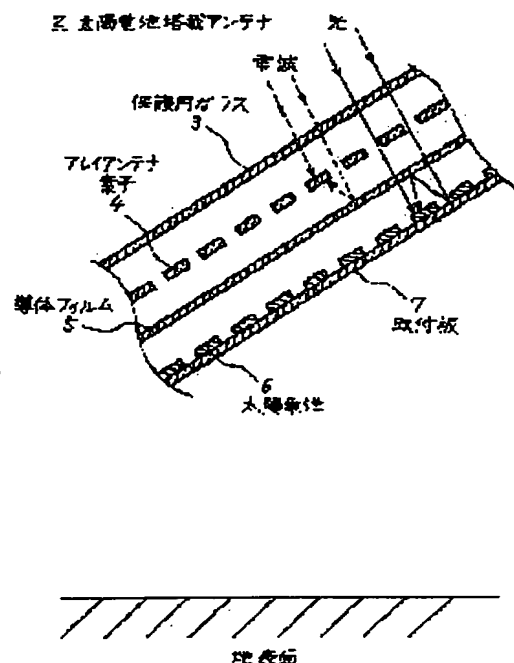 2 太陽電池搭載アンテナ
光
電波
保護用ガラス
3
アレイアンテナ
素子
4
導体フィルム
5
7
取付板
6
太陽電池
地表面